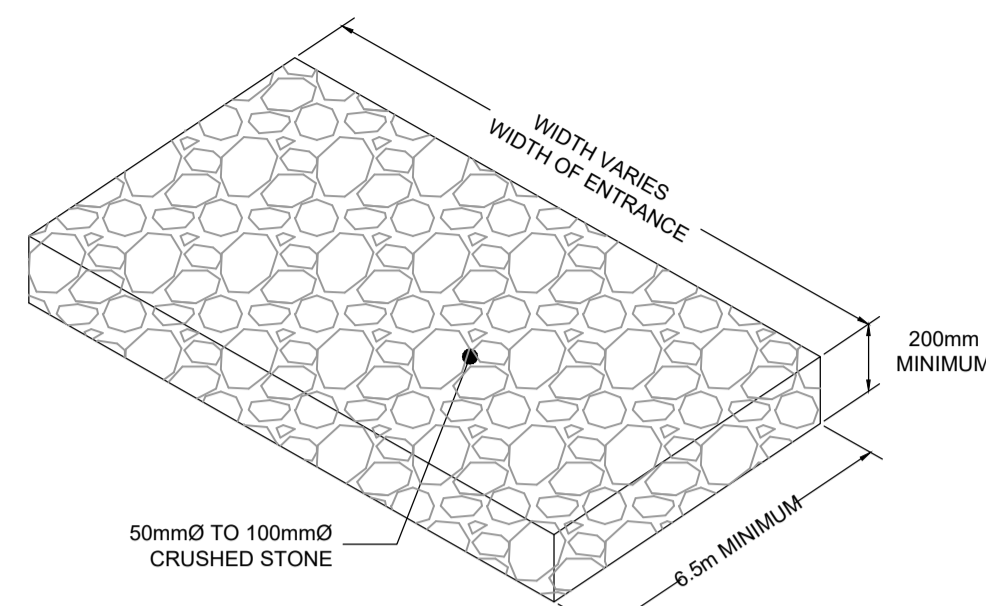 WIDTH VARIES
WIDTH OF ENTRANCE
200mm
MINIMUM
50mmØ TO 100mmØ
CRUSHED STONE
6.5m MINIMUM